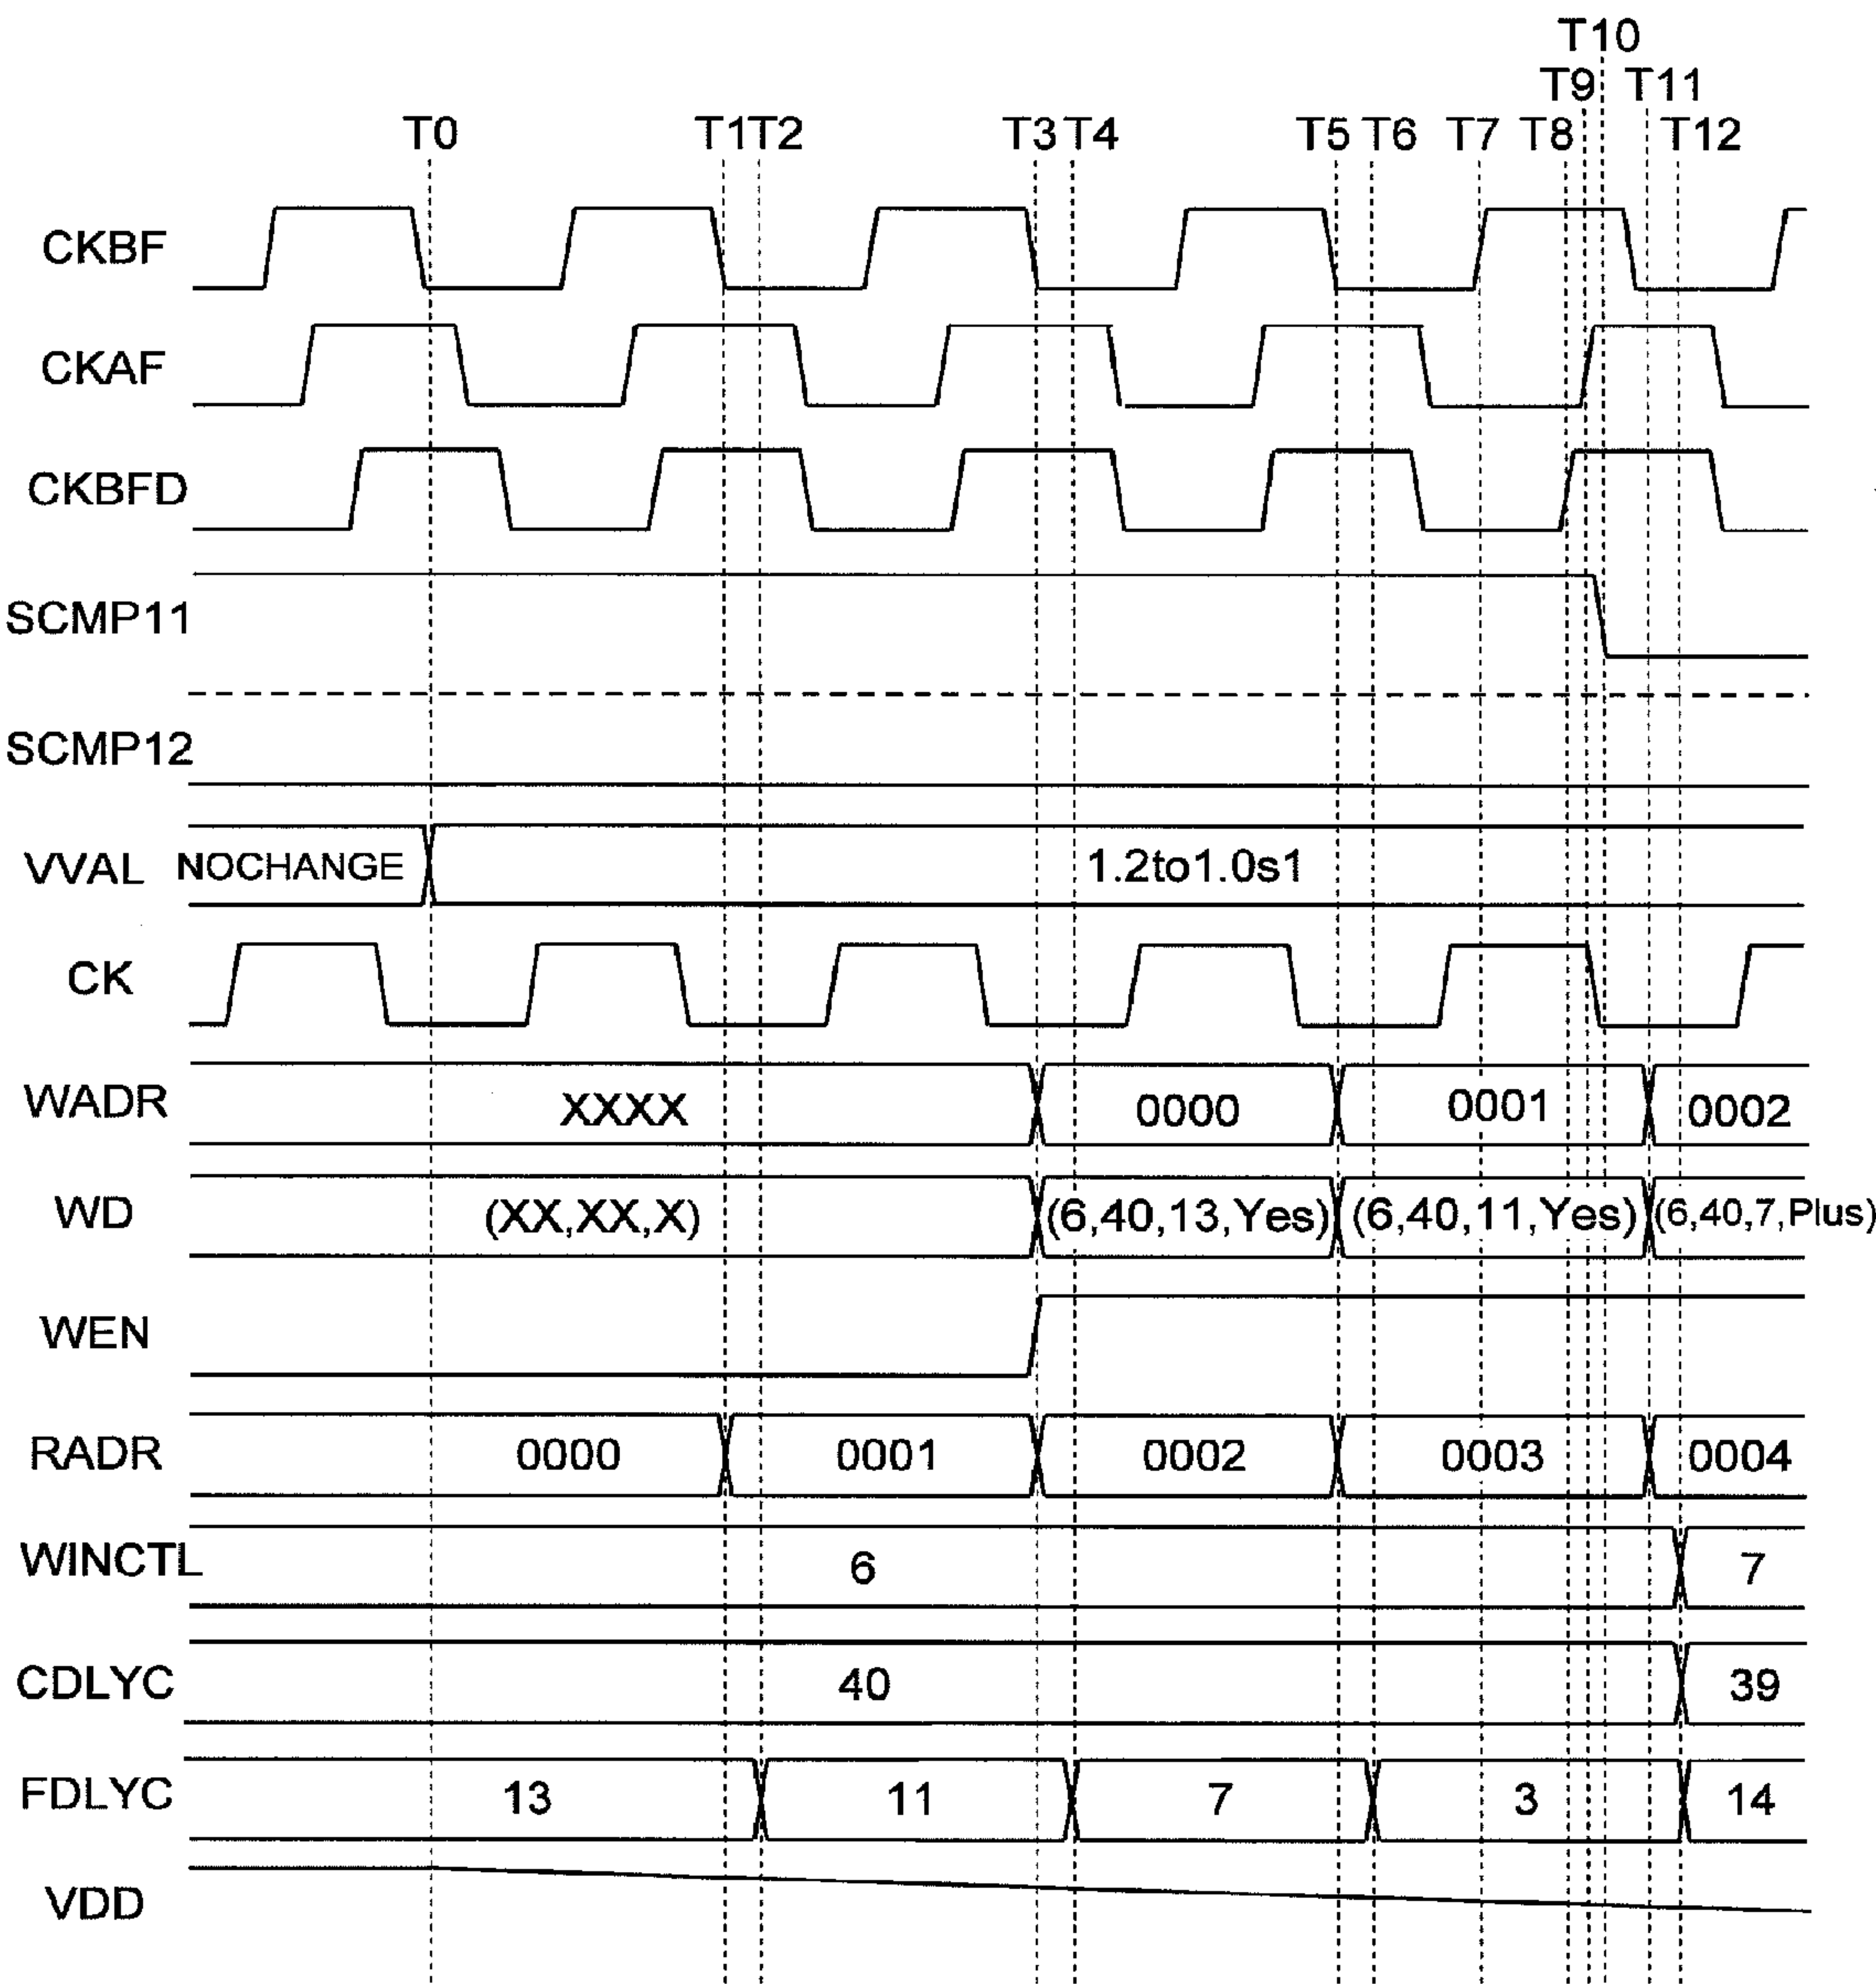 T10
T9 T11
T0 T1 T2 T3 T4 T5 T6 T7 T8 T12
CKBF
CKAF
CKBFD
SCMP11
SCMP12
VVAL NOCHANGE 1.2to1.0s1
CK
WADR XXXX 0000 0001 0002
WD (XX,XX,X) (6,40,13,Yes) (6,40,11,Yes) (6,40,7,Plus)
WEN
RADR 0000 0001 0002 0003 0004
WINCTL 6 7
CDLYC 40 39
FDLYC 13 11 7 3 14
VDD